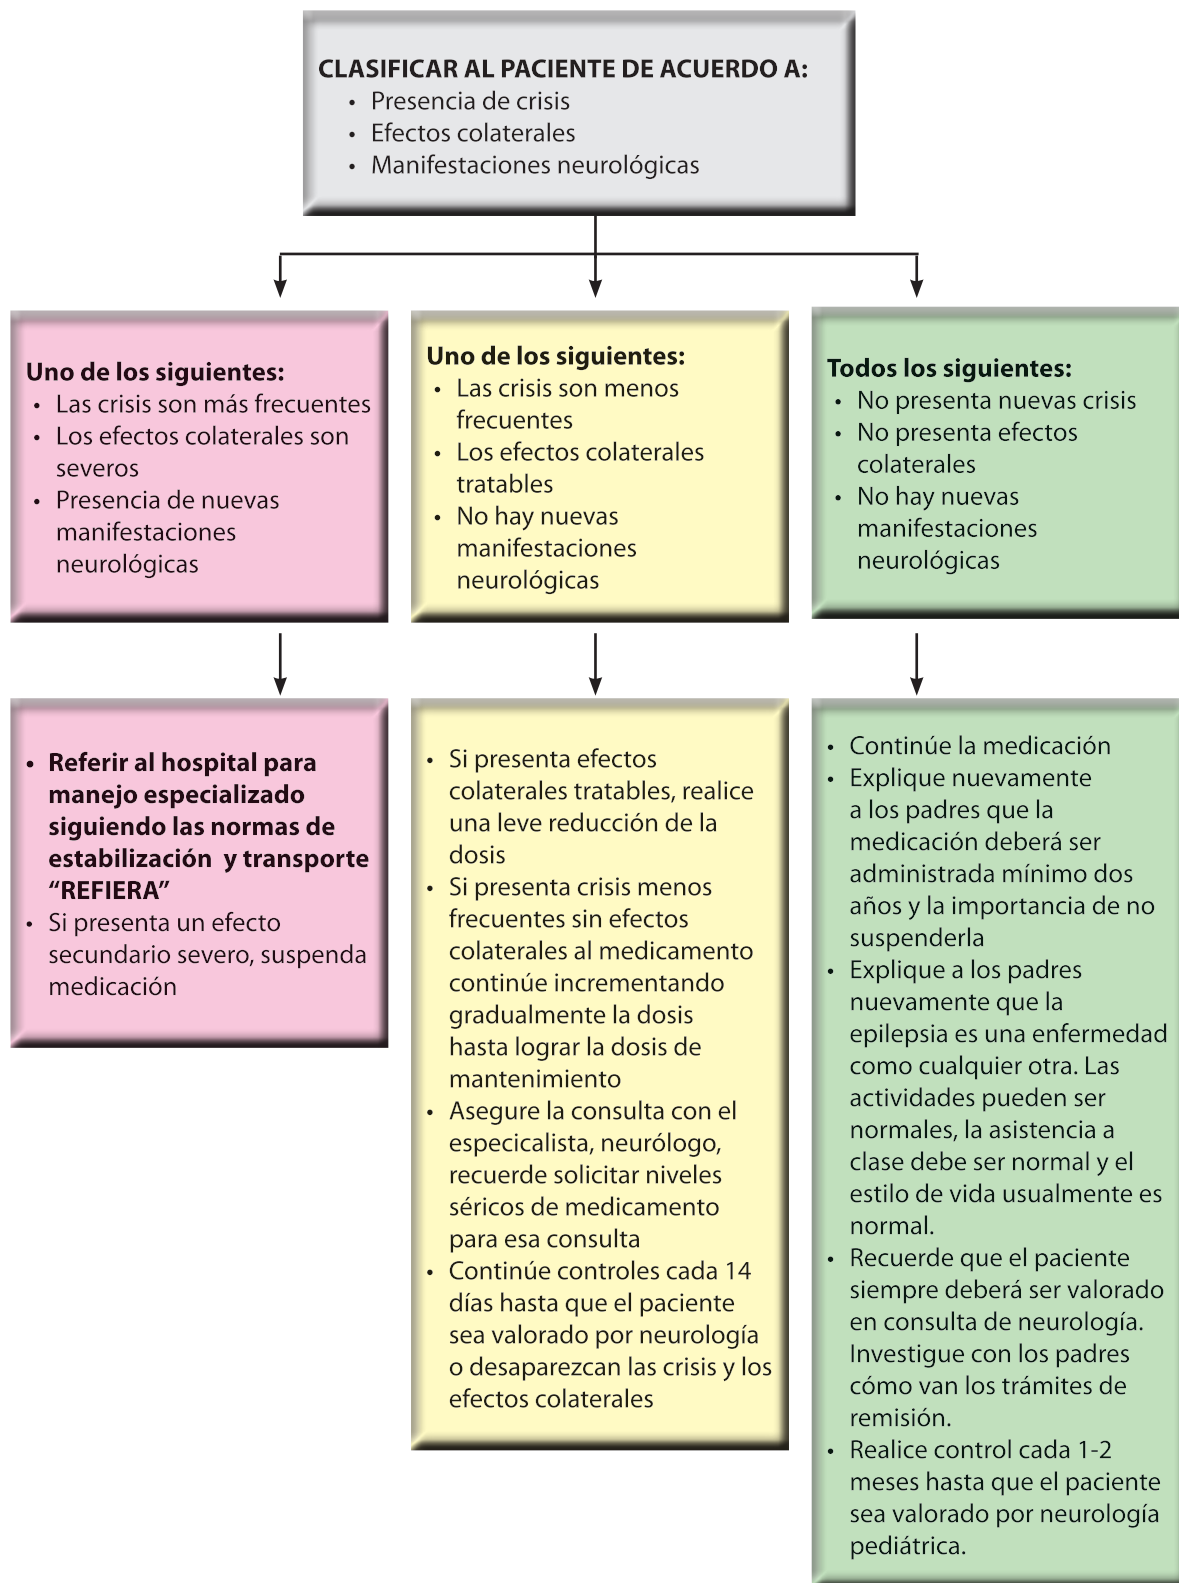 CLASIFICAR AL PACIENTE DE ACUERDO A:
• Presencia de crisis
• Efectos colaterales
• Manifestaciones neurológicas
Uno de los siguientes:
• Las crisis son más frecuentes
• Los efectos colaterales son
severos
• Presencia de nuevas
manifestaciones
neurológicas
Uno de los siguientes:
• Las crisis son menos
frecuentes
• Los efectos colaterales
tratables
• No hay nuevas
manifestaciones
neurológicas
Todos los siguientes:
• No presenta nuevas crisis
• No presenta efectos
colaterales
• No hay nuevas
manifestaciones
neurológicas
• Referir al hospital para
manejo especializado
siguiendo las normas de
estabilización y transporte
“REFIERA”
• Si presenta un efecto
secundario severo, suspenda
medicación
• Si presenta efectos
colaterales tratables, realice
una leve reducción de la
dosis
• Si presenta crisis menos
frecuentes sin efectos
colaterales al medicamento
continúe incrementando
gradualmente la dosis
hasta lograr la dosis de
mantenimiento
• Asegure la consulta con el
especicalista, neurólogo,
recuerde solicitar niveles
séricos de medicamento
para esa consulta
• Continúe controles cada 14
días hasta que el paciente
sea valorado por neurología
o desaparezcan las crisis y los
efectos colaterales
• Continúe la medicación
• Explique nuevamente
a los padres que la
medicación deberá ser
administrada mínimo dos
años y la importancia de no
suspenderla
• Explique a los padres
nuevamente que la
epilepsia es una enfermedad
como cualquier otra. Las
actividades pueden ser
normales, la asistencia a
clase debe ser normal y el
estilo de vida usualmente es
normal.
• Recuerde que el paciente
siempre deberá ser valorado
en consulta de neurología.
Investigue con los padres
cómo van los trámites de
remisión.
• Realice control cada 1-2
meses hasta que el paciente
sea valorado por neurología
pediátrica.